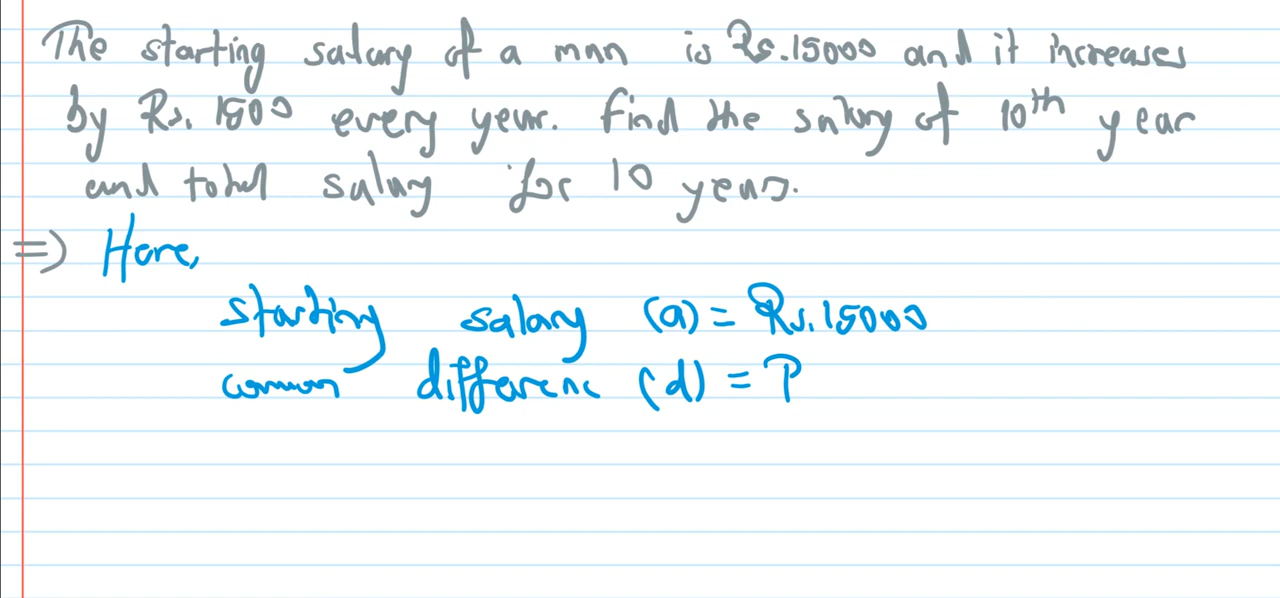 The starting salary of a man is Rs.15000 and it increases
by Rs. 1500 every year. Find the salary of 10th year
and total salary for 10 years.
=) Here,
starting salary (a) = Rs.15000
common difference (d) = P